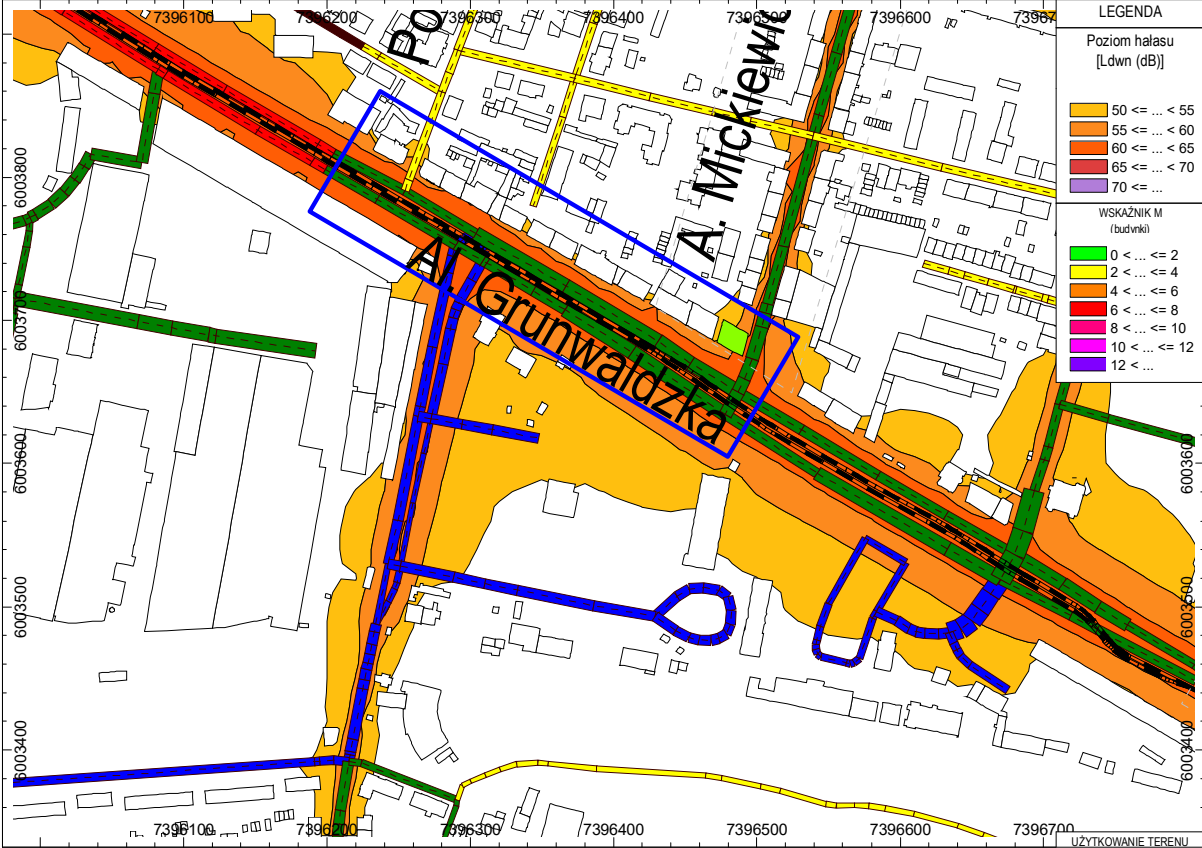 7396100
7396200
7396300
7396400
7396500
7396600
LEGENDA
Poziom hałasu
[Ldwn (dB)]
50 <= ... < 55
55 <= ... < 60
60 <= ... < 65
65 <= ... < 70
70 <= ...
WSKAŹNIK M
(budynki)
0 < ... <= 2
2 < ... <= 4
4 < ... <= 6
6 < ... <= 8
8 < ... <= 10
10 < ... <= 12
12 < ...
Po
A. Mickiewi
Al. Grunwaldzka
6003800
6003700
6003600
6003500
6003400
6003600
6003500
6003400
7396100
7396200
7396300
7396400
7396500
7396600
7396700
UŻYTKOWANIE TERENU